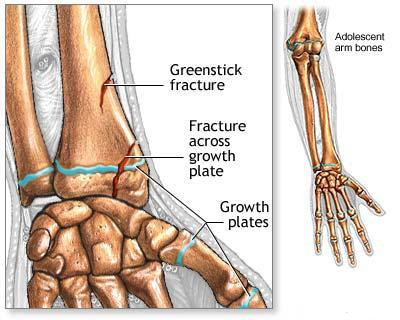 Greenstick
fracture
Fracture
across
growth
plate
Growth
plates
Adolescent
arm bones